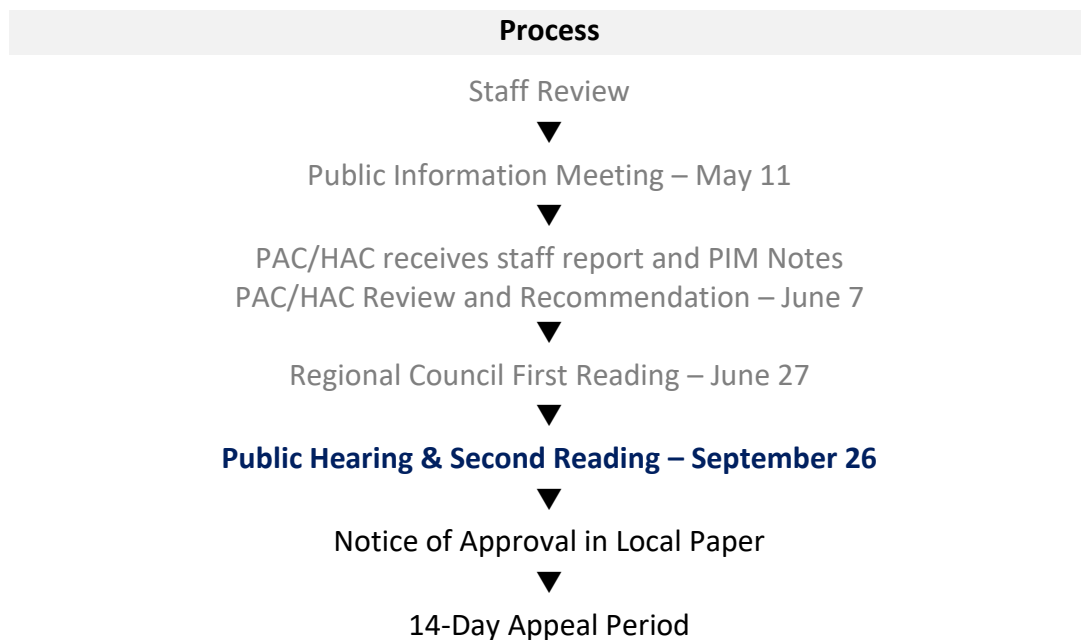 Process
Staff Review
Public Information Meeting – May 11
PAC/HAC receives staff report and PIM Notes
PAC/HAC Review and Recommendation – June 7
Regional Council First Reading – June 27
Public Hearing & Second Reading – September 26
Notice of Approval in Local Paper
14-Day Appeal Period